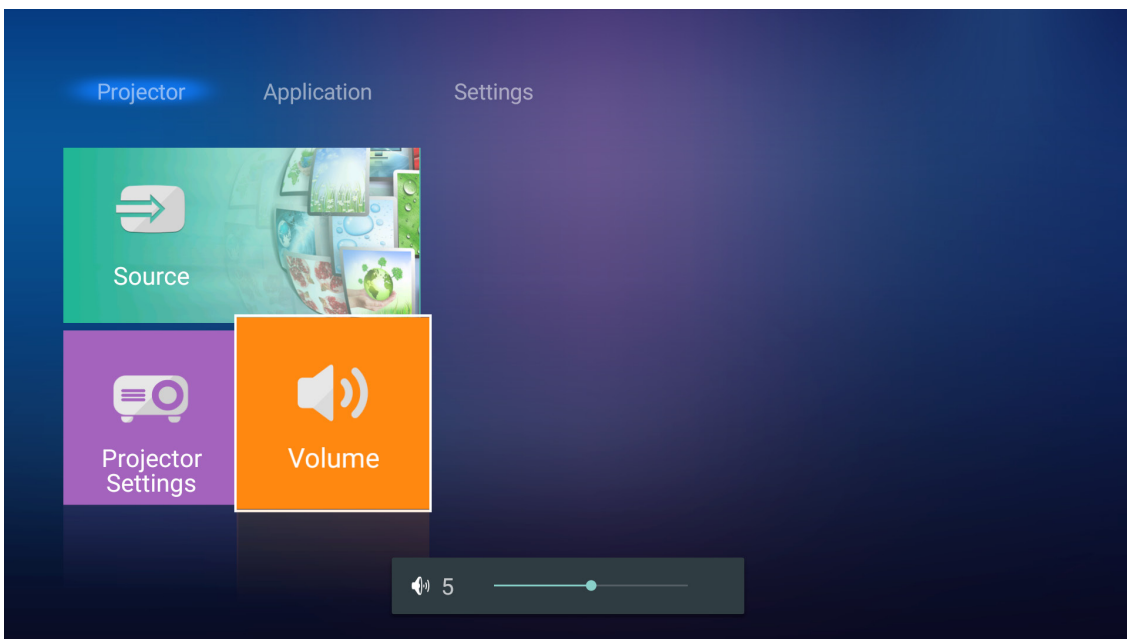 Projector Application Settings
Source
Projector
Settings
Volume
5